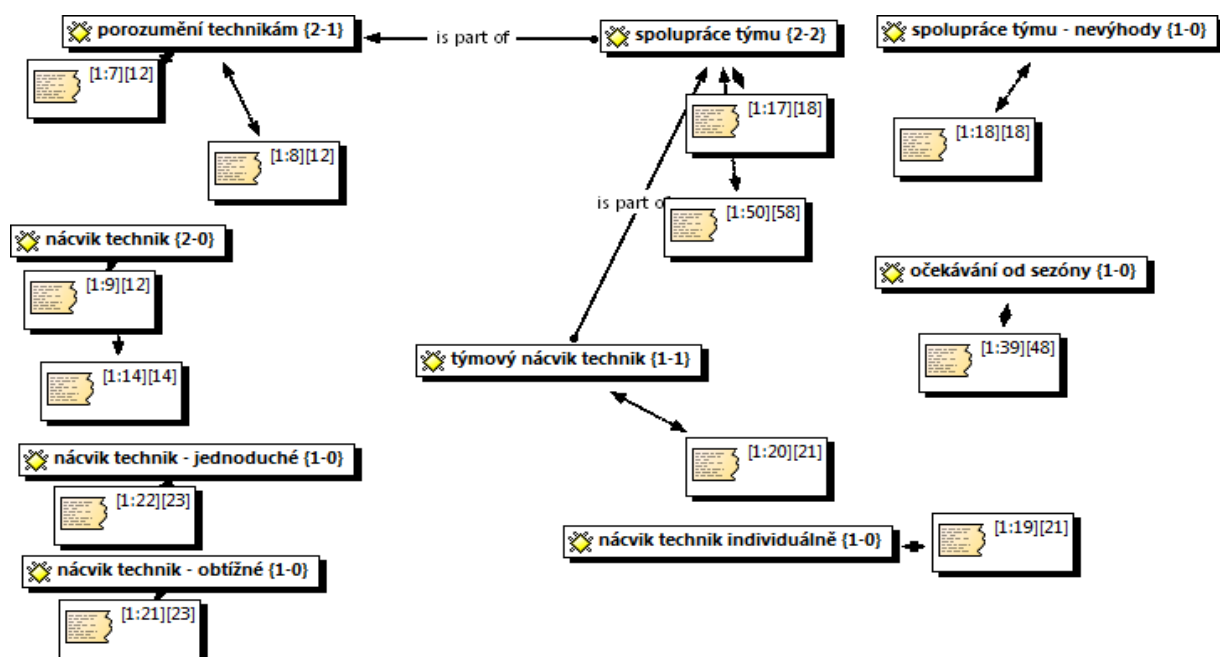 porozumění technikám {2-1}
is part of
spolupráce týmu {2-2}
spolupráce týmu - nevýhody {1-0}
[1:7][12]
[1:17][18]
[1:18][18]
[1:8][12]
is part of
[1:50][58]
nácvik technik {2-0}
očekávání od sezóny {1-0}
[1:9][12]
[1:39][48]
týmový nácvik technik {1-1}
[1:14][14]
[1:20][21]
nácvik technik - jednoduché {1-0}
[1:22][23]
nácvik technik individuálně {1-0}
[1:19][21]
nácvik technik - obtížné {1-0}
[1:21][23]